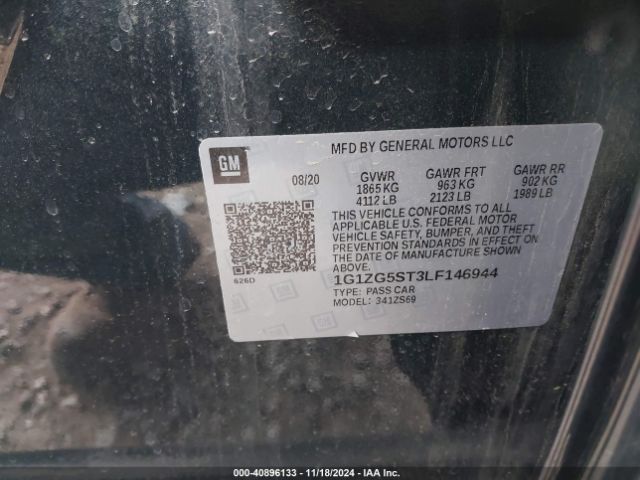 MFD BY GENERAL MOTORS LLC
GM
08/20
GVWR GAWR FRT GAWR RR
1865 KG 963 KG 902 KG
4112 LB 2123 LB 1989 LB
THIS VEHICLE CONFORMS TO ALL
APPLICABLE U.S. FEDERAL MOTOR
VEHICLE SAFETY, BUMPER, AND THEFT
PREVENTION STANDARDS IN EFFECT ON
THE DATE OF MANUFACTURE SHOWN
ABOVE.
626D
1G1ZG5ST3LF146944
TYPE: PASS CAR
MODEL: 341ZS69
000-40896133 — 11/18/2024 — IAA Inc.